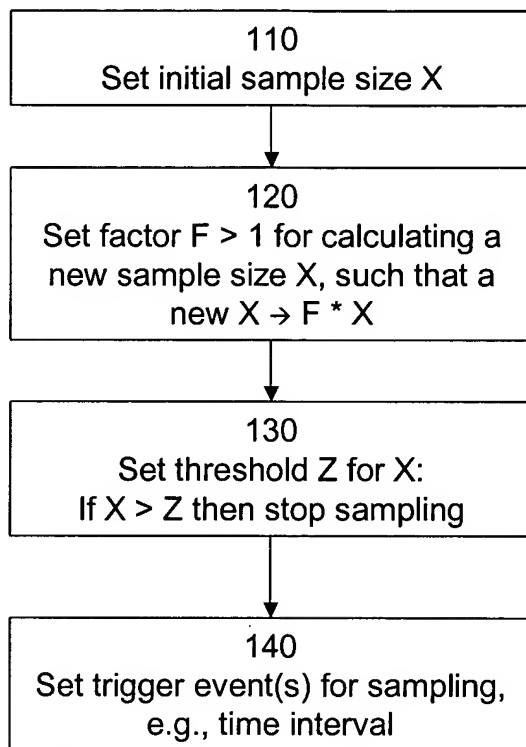 110
Set initial sample size X
120
Set factor F > 1 for calculating a
new sample size X, such that a
new X → F * X
130
Set threshold Z for X:
If X > Z then stop sampling
140
Set trigger event(s) for sampling,
e.g., time interval